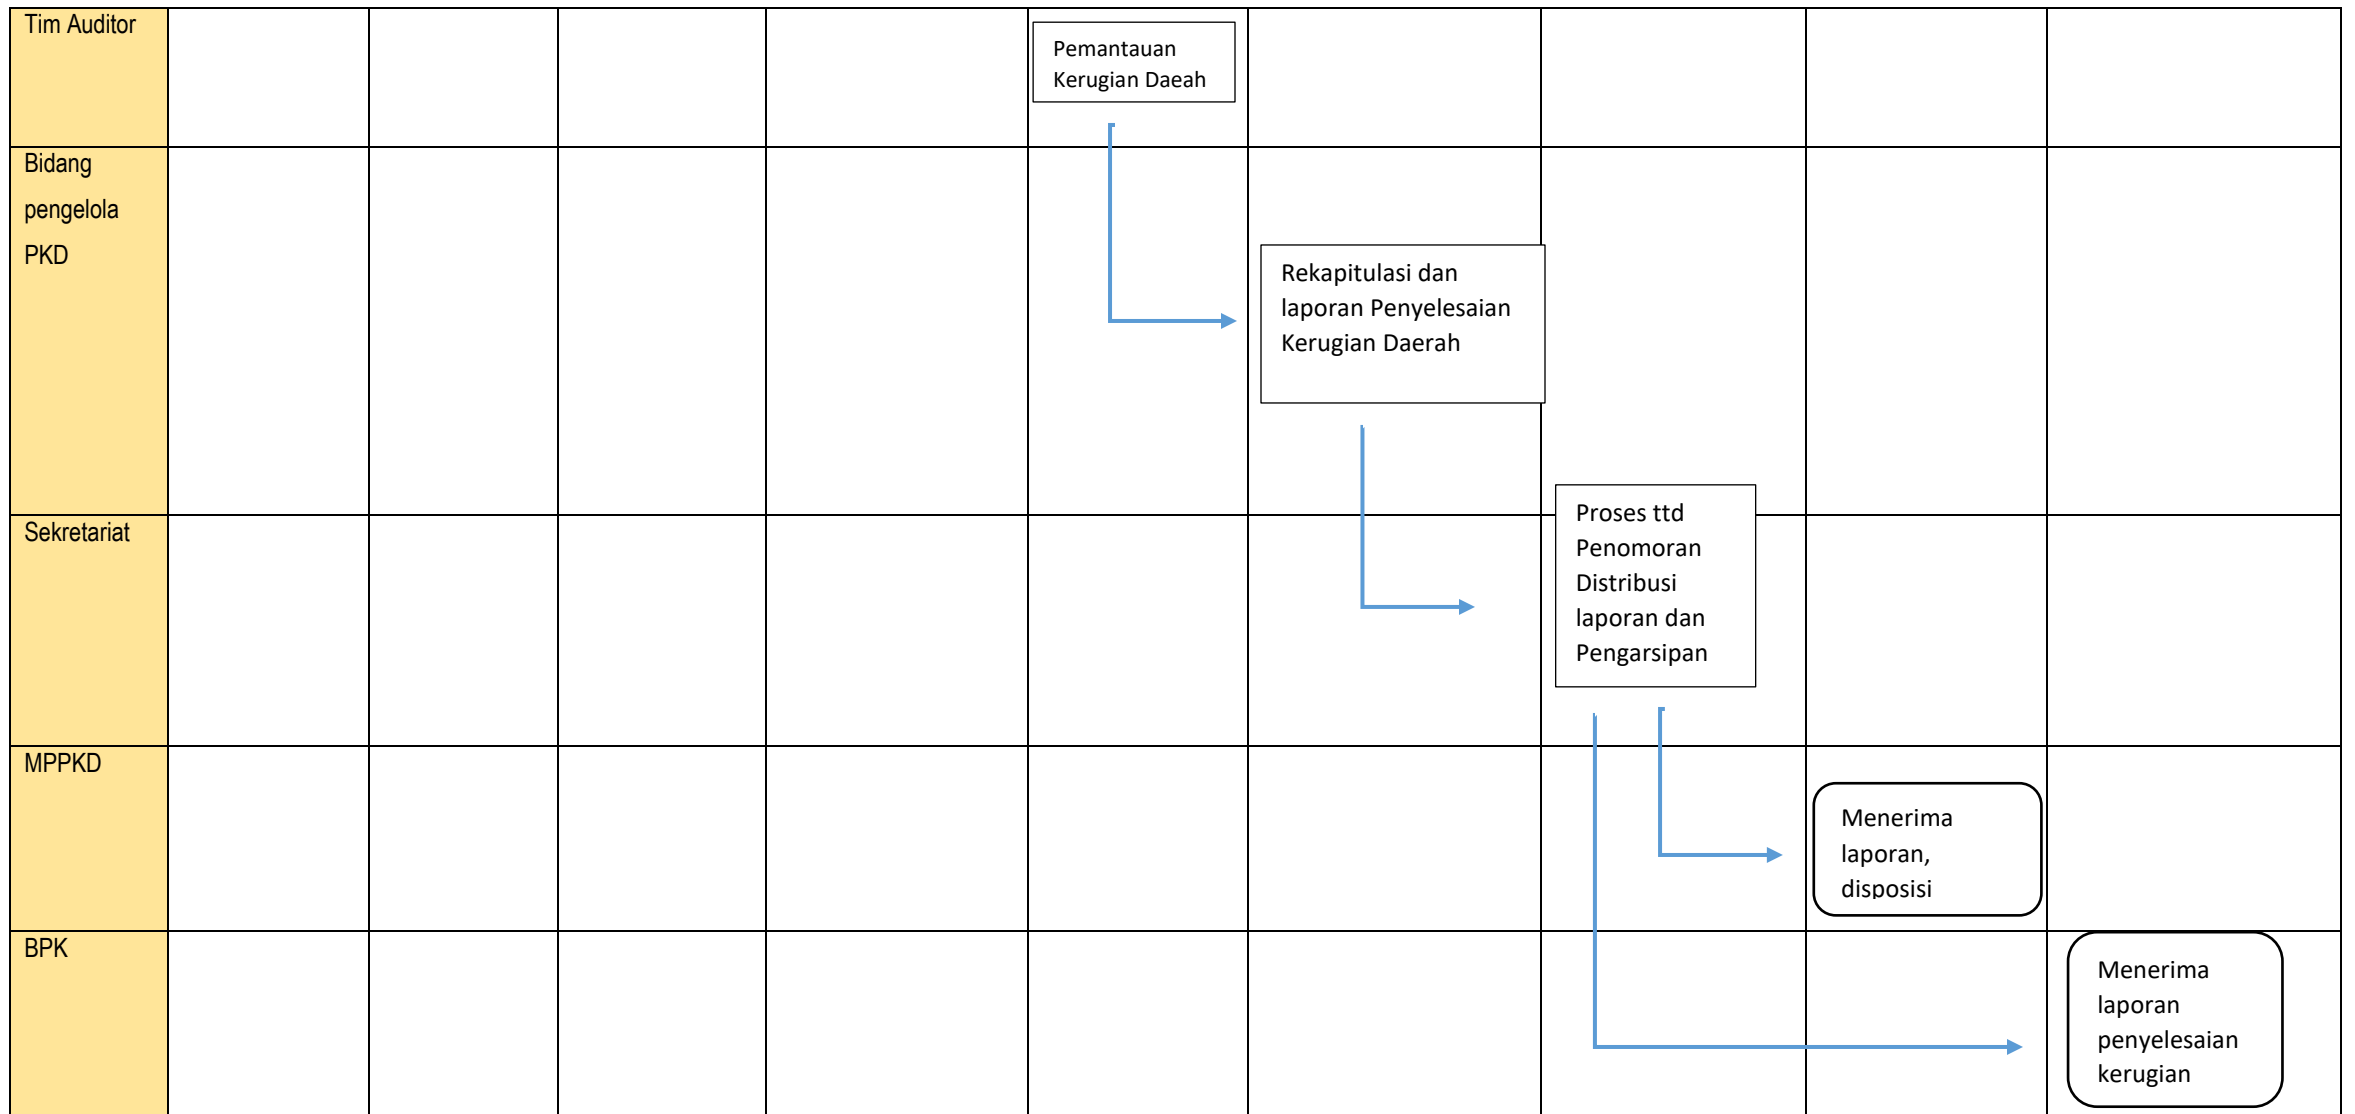 Tim Auditor
Pemantauan
Kerugian Daeah
Bidang
pengelola
PKD
Rekapitulasi dan
laporan Penyelesaian
Kerugian Daerah
Sekretariat
Proses ttd
Penomoran
Distribusi
laporan dan
Pengarsipan
MPPKD
Menerima
laporan,
disposisi
BPK
Menerima
laporan
penyelesaian
kerugian